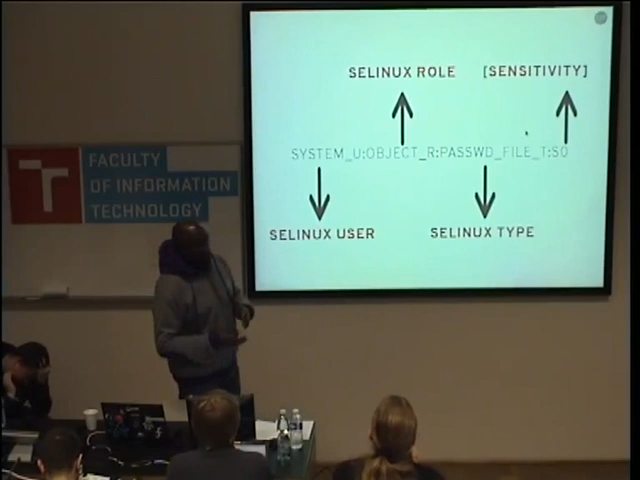 SELINUX ROLE [SENSITIVITY]
SYSTEM_U:OBJECT_R:PASSWD_FILE_T:S0
SELINUX USER SELINUX TYPE
T
FACULTY
OF INFORMATION
TECHNOLOGY